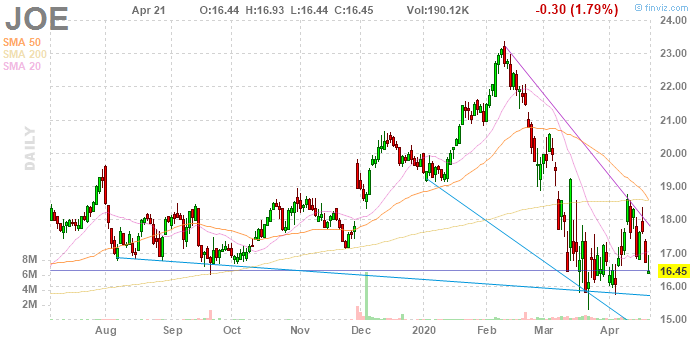 © finviz.com
JOE
Apr 21 O:16.44 H:16.93 L:16.44 C:16.45 Vol:190.12K -0.30 (1.79%)
SMA 50
SMA 200
SMA 20
DAILY
24.00
23.00
22.00
21.00
20.00
19.00
18.00
17.00
16.45
16.00
15.00
8M
6M
4M
2M
Aug Sep Oct Nov Dec 2020 Feb Mar Apr